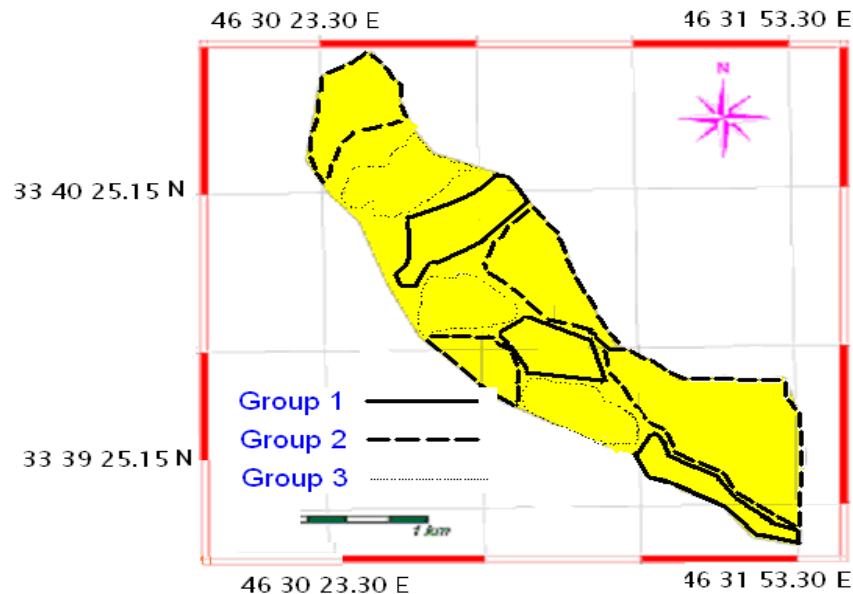 46 30 23.30 E
46 31 53.30 E
N
33 40 25.15 N
Group 1
Group 2
33 39 25.15 N
Group 3
1 km
46 30 23.30 E
46 31 53.30 E